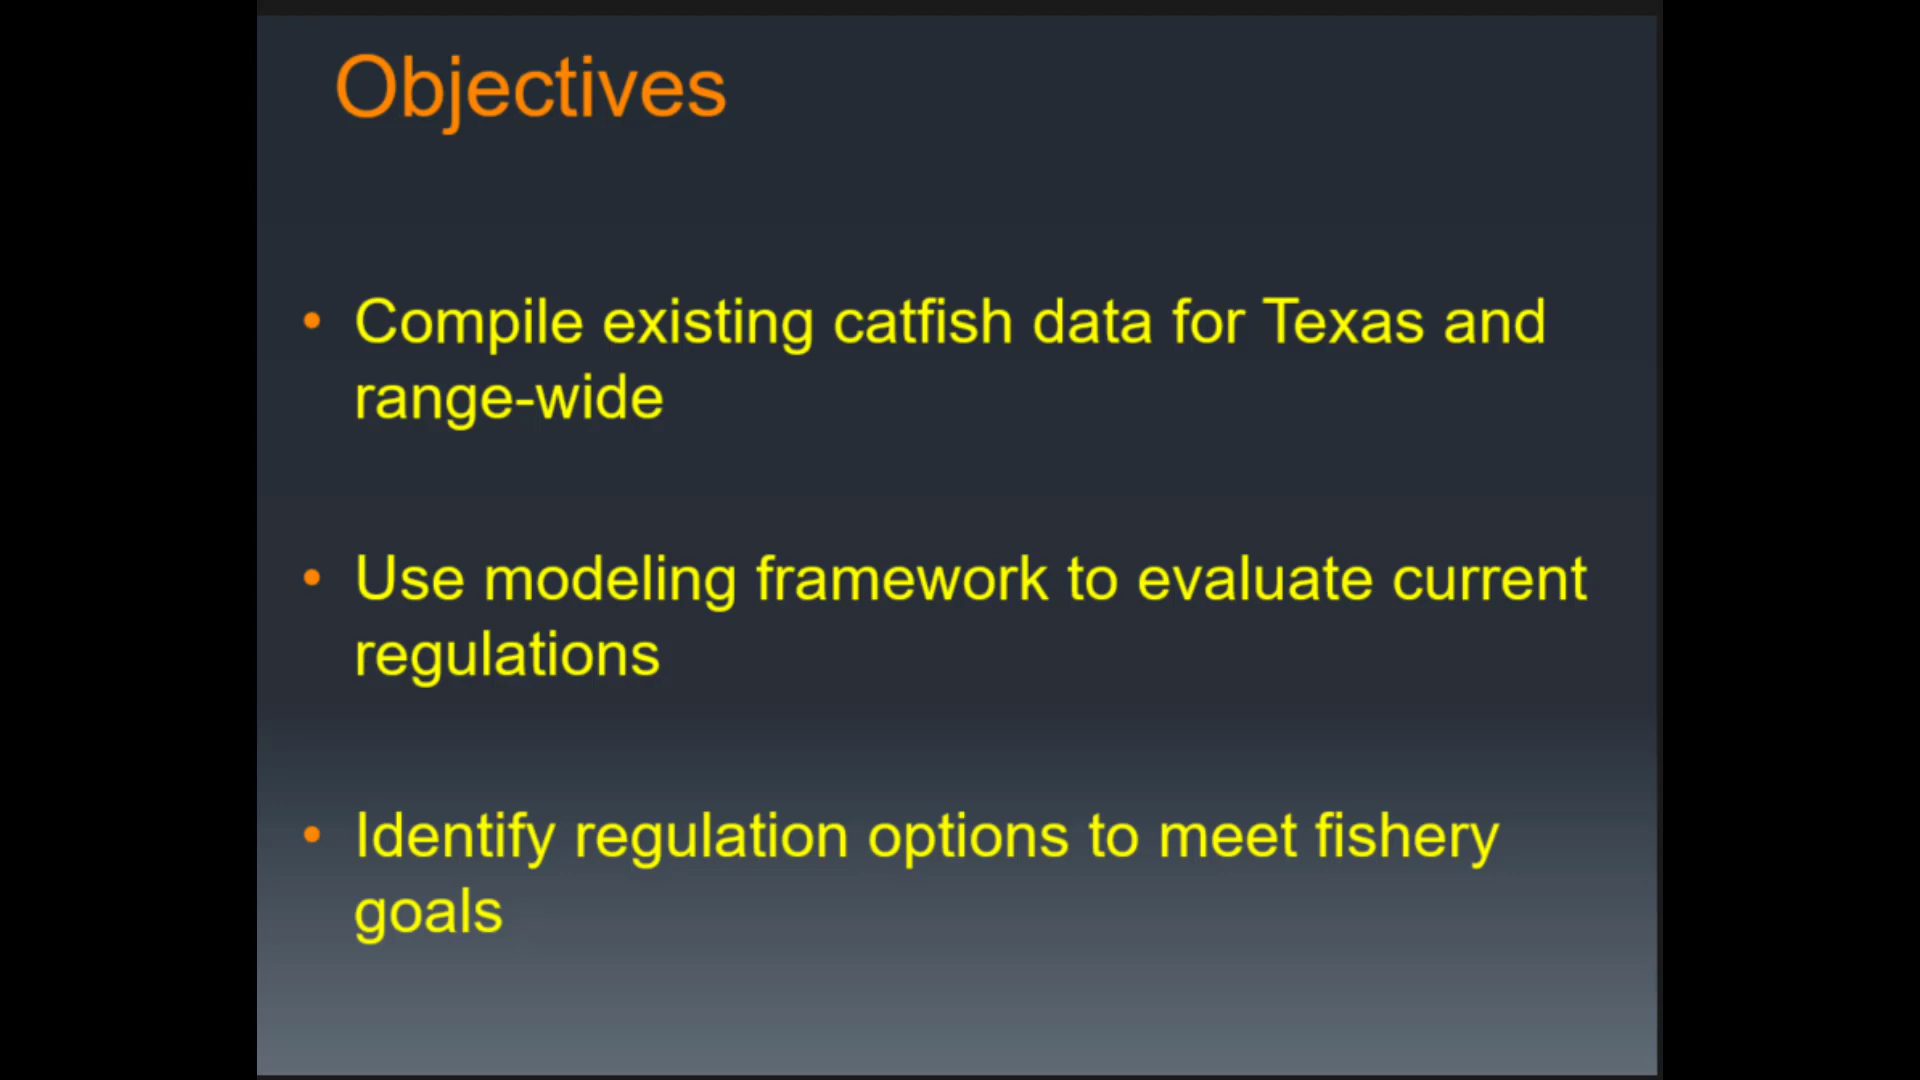 Objectives
• Compile existing catfish data for Texas and
range-wide
• Use modeling framework to evaluate current
regulations
• Identify regulation options to meet fishery
goals